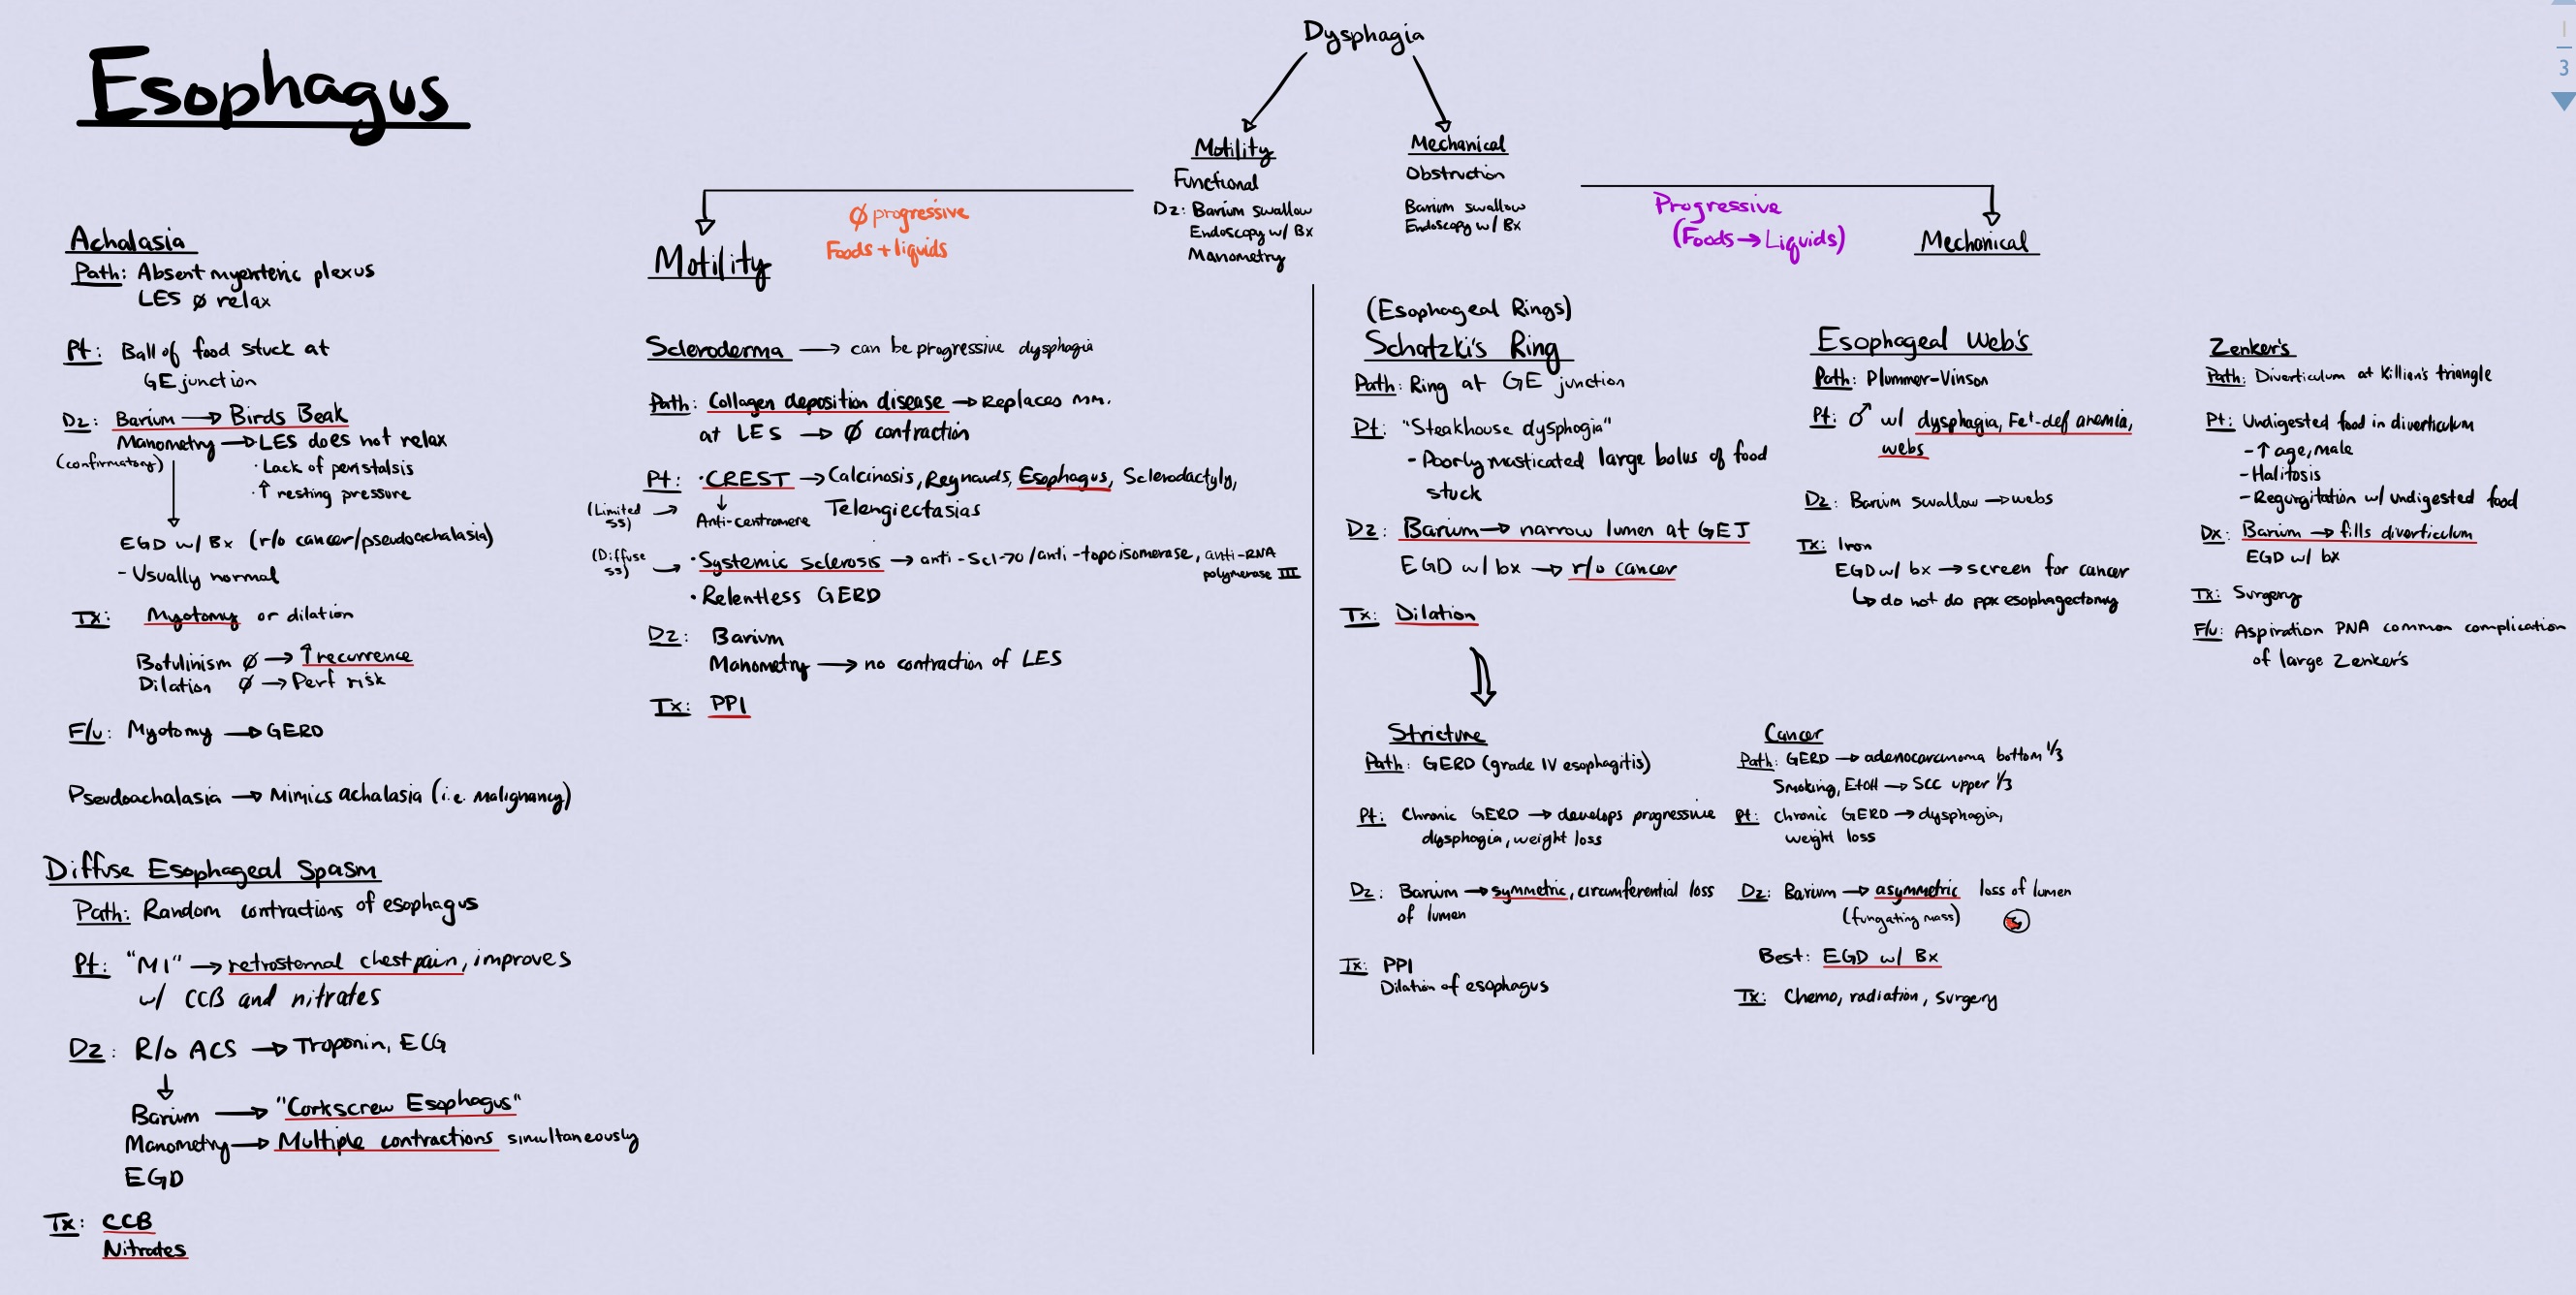 Esophagus
Dysphagia
Motility
Functional
Dz: Barium swallow
Endoscopy w/ Bx
Manometry
Mechanical
Obstruction
Barium swallow
Endoscopy w/ Bx
Ø progressive
Foods + liquids
Motility
Progressive
(Foods → Liquids)
Mechanical
Achalasia
Path: Absent myenteric plexus
LES Ø relax
Pt: Ball of food stuck at
GE junction
Dz: Barium → Birds Beak
Manometry → LES does not relax
(confirmatory)
· Lack of peristalsis
· ↑ resting pressure
EGD w/ Bx (r/o cancer/pseudoachalasia)
- Usually normal
Tx: Myotomy or dilation
Botulinism Ø → ↑ recurrence
Dilation Ø → Perf risk
F/u: Myotomy → GERD
Pseudoachalasia → Mimics achalasia (i.e. malignancy)
Diffuse Esophageal Spasm
Path: Random contractions of esophagus
Pt: "MI" → retrosternal chest pain, improves
w/ CCB and nitrates
Dz: R/o ACS → Troponin, ECG
↓
Barium → "Corkscrew Esophagus"
Manometry → Multiple contractions simultaneously
EGD
Tx: CCB
Nitrates
Scleroderma → can be progressive dysphagia
Path: Collagen deposition disease → Replaces mm.
at LES → Ø contraction
Pt: · CREST → Calcinosis, Reynauds, Esophagus, Sclerodactyly,
Telengiectasias
(Limited SS) →
↓
Anti-centromere
(Diffuse SS) →
· Systemic sclerosis → anti-Scl-70/anti-topoisomerase, anti-RNA
polymerase III
· Relentless GERD
Dz: Barium
Manometry → no contraction of LES
Tx: PPI
(Esophageal Rings)
Schatzki's Ring
Path: Ring at GE junction
Pt: "Steakhouse dysphagia"
- Poorly masticated large bolus of food
stuck
Dz: Barium → narrow lumen at GEJ
EGD w/ bx → r/o cancer
Tx: Dilation
Esophageal Web's
Path: Plummer-Vinson
Pt: ♂ w/ dysphagia, Fe+-def anemia,
webs
Dz: Barium swallow → webs
Tx: Iron
EGD w/ bx → screen for cancer
↳ do not do ppx esophagectomy
Zenker's
Path: Diverticulum at Killian's triangle
Pt: Undigested food in diverticulum
- ↑ age, male
- Halitosis
- Regurgitation w/ undigested food
Dx: Barium → fills diverticulum
EGD w/ bx
Tx: Surgery
F/u: Aspiration PNA common complication
of large Zenker's
Stricture
Path: GERD (grade IV esophagitis)
Pt: Chronic GERD → develops progressive
dysphagia, weight loss
Dz: Barium → symmetric, circumferential loss
of lumen
Tx: PPI
Dilation of esophagus
Cancer
Path: GERD → adenocarcinoma bottom 1/3
Smoking, EtOH → SCC upper 1/3
Pt: Chronic GERD → dysphagia,
weight loss
Dz: Barium → asymmetric loss of lumen
(fungating mass)
Best: EGD w/ Bx
Tx: Chemo, radiation, surgery
1
3